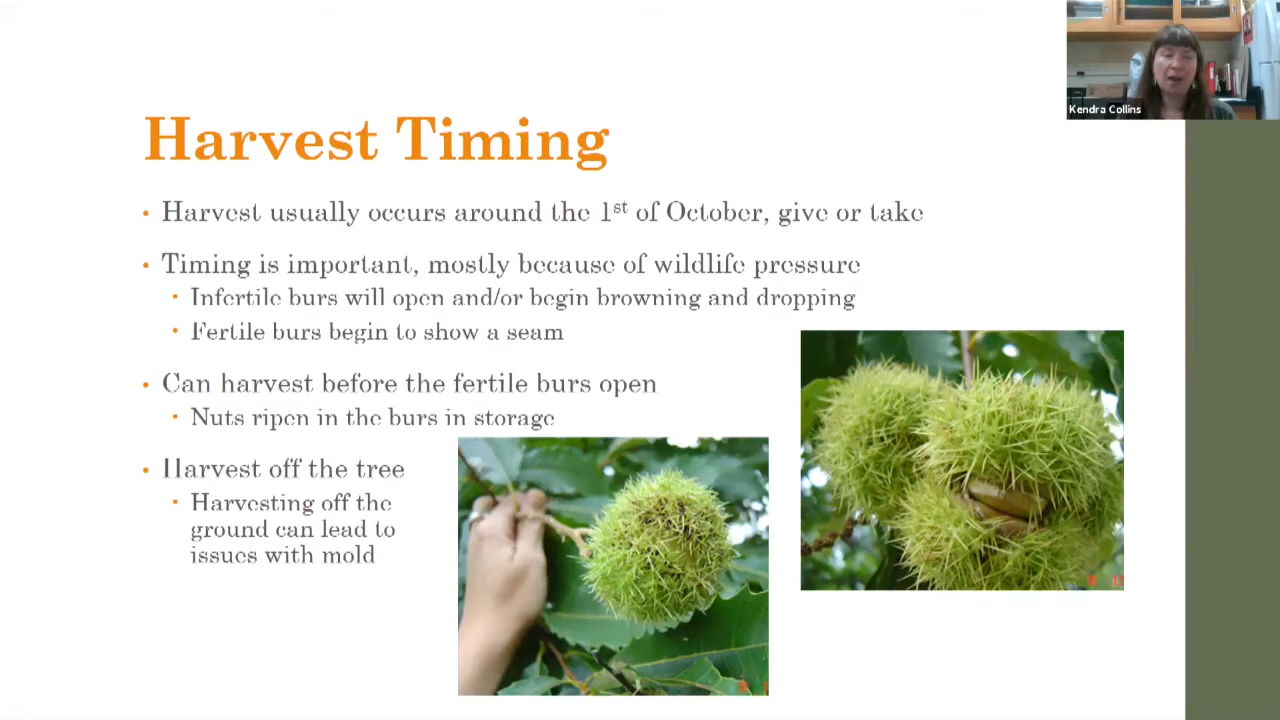 Kendra Collins
Harvest Timing
• Harvest usually occurs around the 1st of October, give or take
• Timing is important, mostly because of wildlife pressure
• Infertile burs will open and/or begin browning and dropping
• Fertile burs begin to show a seam
• Can harvest before the fertile burs open
• Nuts ripen in the burs in storage
• Harvest off the tree
• Harvesting off the
ground can lead to
issues with mold